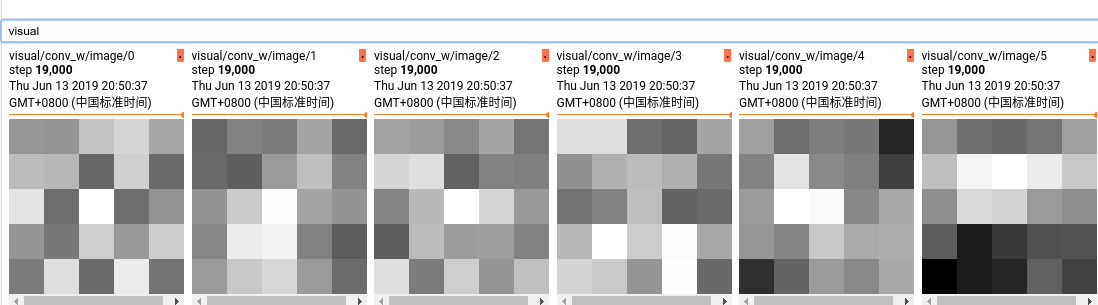 visual
visual/conv_w/image/0
step 19,000
Thu Jun 13 2019 20:50:37
GMT+0800 (中国标准时间)
visual/conv_w/image/1
step 19,000
Thu Jun 13 2019 20:50:37
GMT+0800 (中国标准时间)
visual/conv_w/image/2
step 19,000
Thu Jun 13 2019 20:50:37
GMT+0800 (中国标准时间)
visual/conv_w/image/3
step 19,000
Thu Jun 13 2019 20:50:37
GMT+0800 (中国标准时间)
visual/conv_w/image/4
step 19,000
Thu Jun 13 2019 20:50:37
GMT+0800 (中国标准时间)
visual/conv_w/image/5
step 19,000
Thu Jun 13 2019 20:50:37
GMT+0800 (中国标准时间)